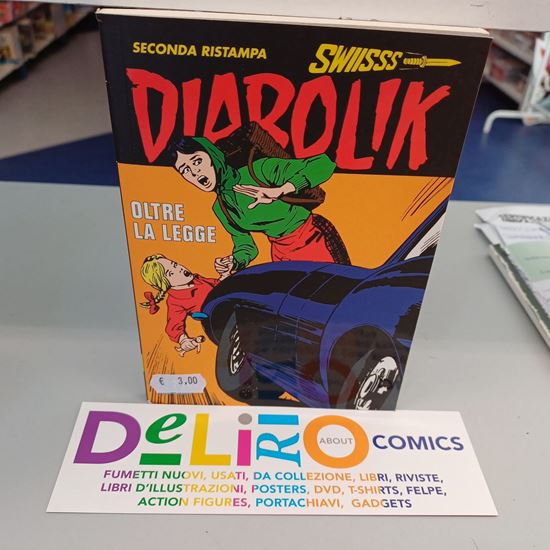 SECONDA RISTAMPA
SWIISSS
DIABOLIK
OLTRE
LA LEGGE
€ 3,00
DeLiRiO ABOUT COMICS
FUMETTI NUOVI, USATI, DA COLLEZIONE, LIBRI, RIVISTE,
LIBRI D'ILLUSTRAZIONI, POSTERS, DVD, T-SHIRTS, FELPE,
ACTION FIGURES, PORTACHIAVI, GADGETS